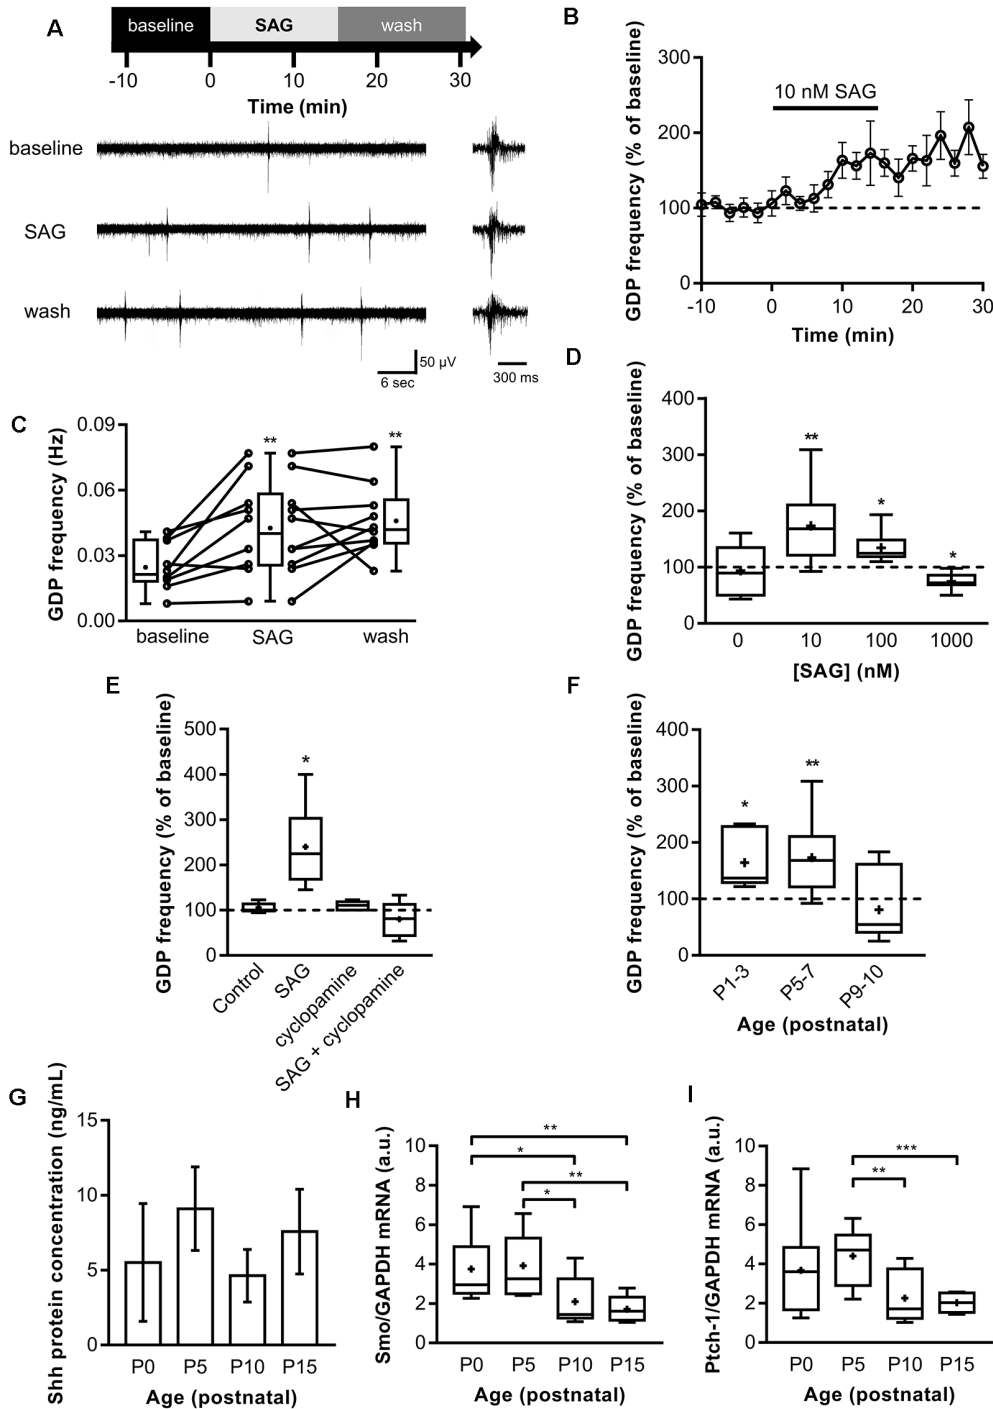 A
baseline SAG wash
-10 0 10 20 30
Time (min)
baseline
SAG
wash
50 µV
6 sec
300 ms
B
GDP frequency (% of baseline)
300
200
100
0
10 nM SAG
-10 0 10 20 30
Time (min)
C
GDP frequency (Hz)
0.09
0.06
0.03
0.00
** **
baseline SAG wash
D
GDP frequency (% of baseline)
400
300
200
100
0
** * *
0 10 100 1000
[SAG] (nM)
E
GDP frequency (% of baseline)
500
400
300
200
100
0
*
Control
SAG
cyclopamine
SAG + cyclopamine
F
GDP frequency (% of baseline)
400
300
200
100
0
* **
P1-3
P5-7
P9-10
Age (postnatal)
G
Shh protein concentration (ng/mL)
15
10
5
0
P0 P5 P10 P15
Age (postnatal)
H
Smo/GAPDH mRNA (a.u.)
10
8
6
4
2
0
**
*
**
*
P0 P5 P10 P15
Age (postnatal)
I
Ptch-1/GAPDH mRNA (a.u.)
10
8
6
4
2
0
***
**
P0 P5 P10 P15
Age (postnatal)